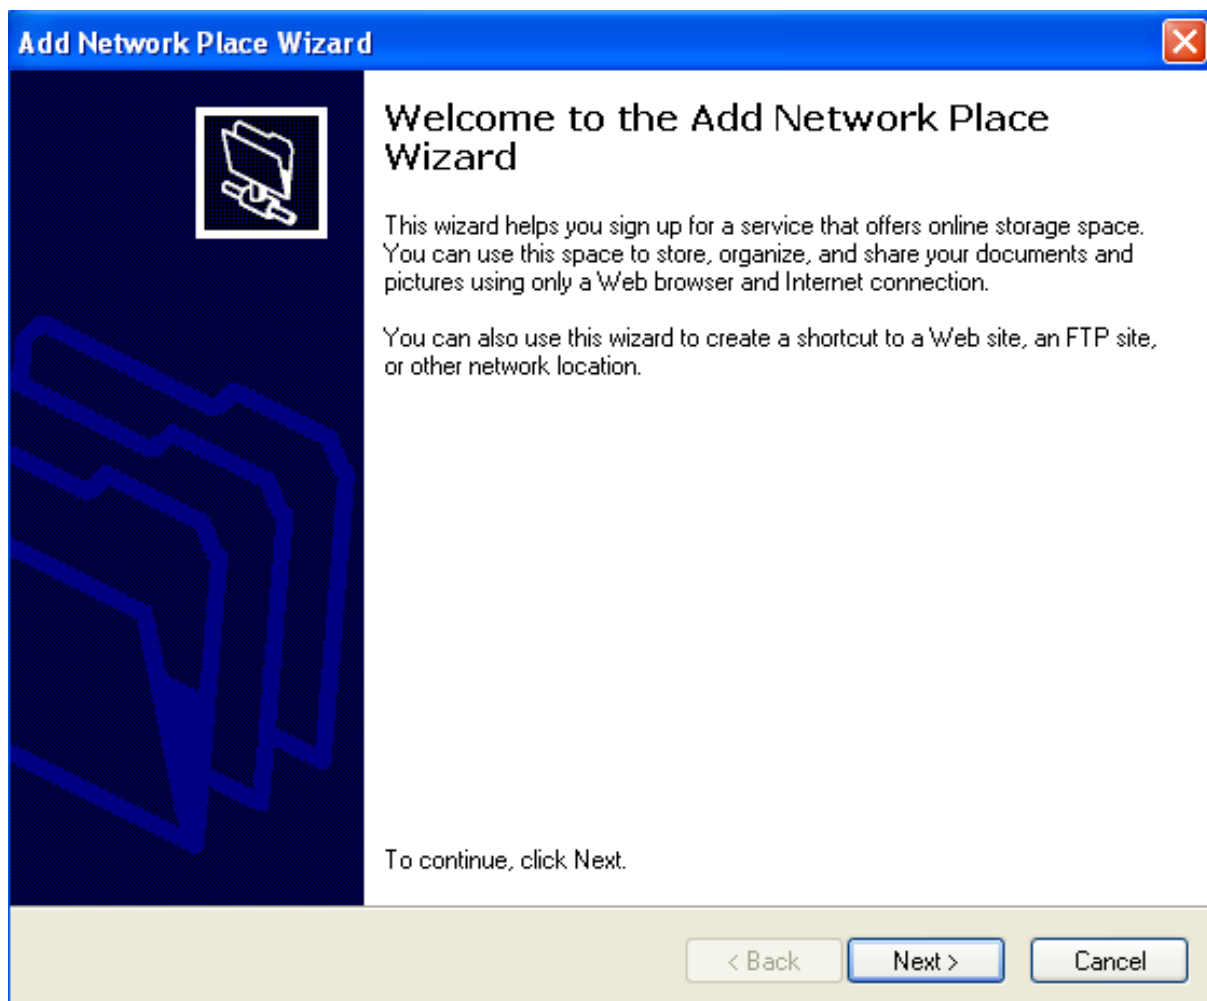 Add Network Place Wizard
Welcome to the Add Network Place
Wizard
This wizard helps you sign up for a service that offers online storage space.
You can use this space to store, organize, and share your documents and
pictures using only a Web browser and Internet connection.
You can also use this wizard to create a shortcut to a Web site, an FTP site,
or other network location.
To continue, click Next.
< Back
Next >
Cancel